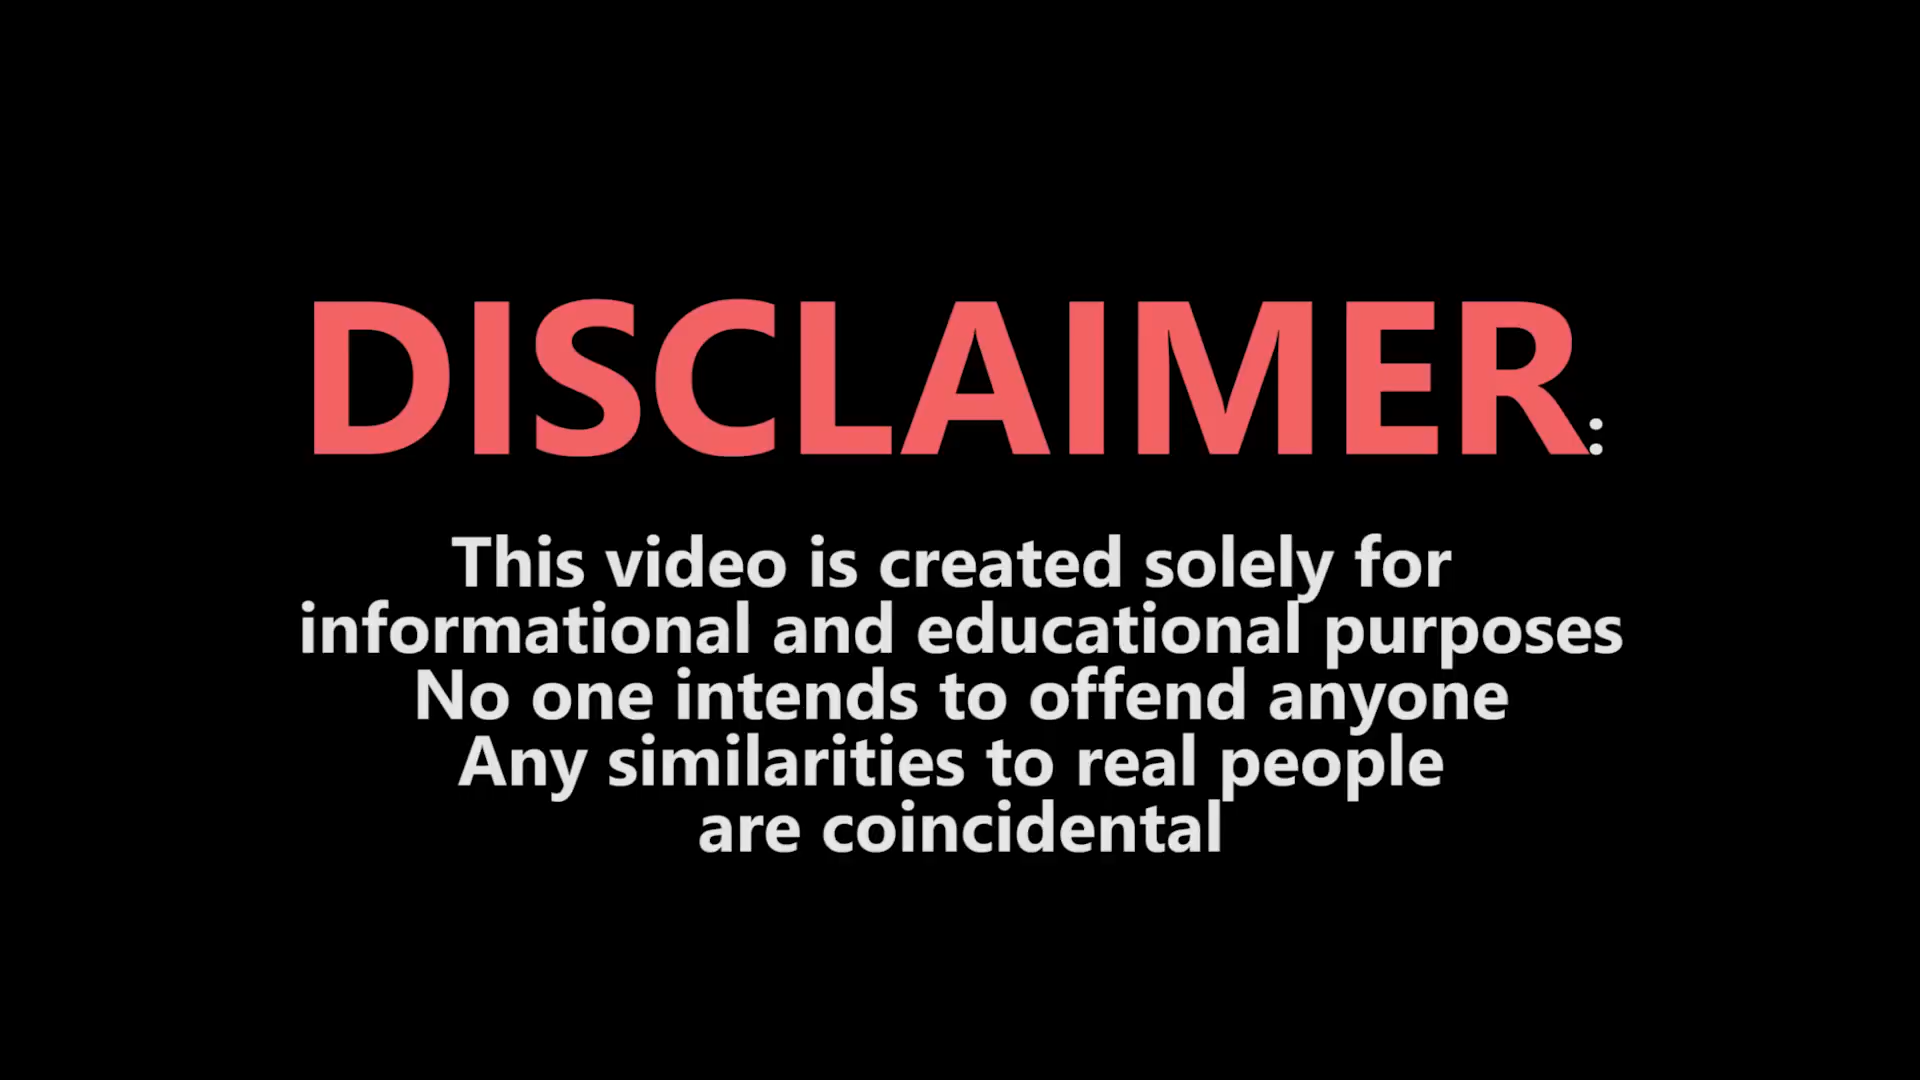 DISCLAIMER:
This video is created solely for
informational and educational purposes
No one intends to offend anyone
Any similarities to real people
are coincidental